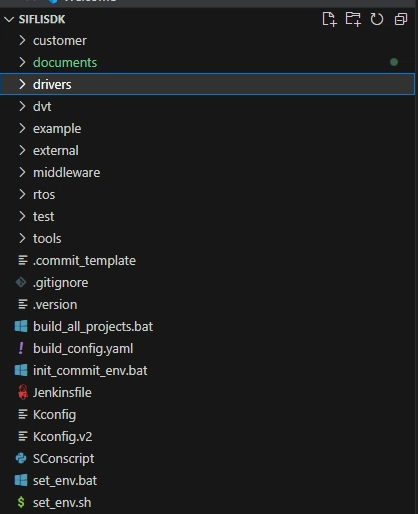 SIFLISDK
customer
documents
drivers
dvt
example
external
middleware
rtos
test
tools
.commit_template
.gitignore
.version
build_all_projects.bat
build_config.yaml
init_commit_env.bat
Jenkinsfile
Kconfig
Kconfig.v2
SConscript
set_env.bat
set_env.sh